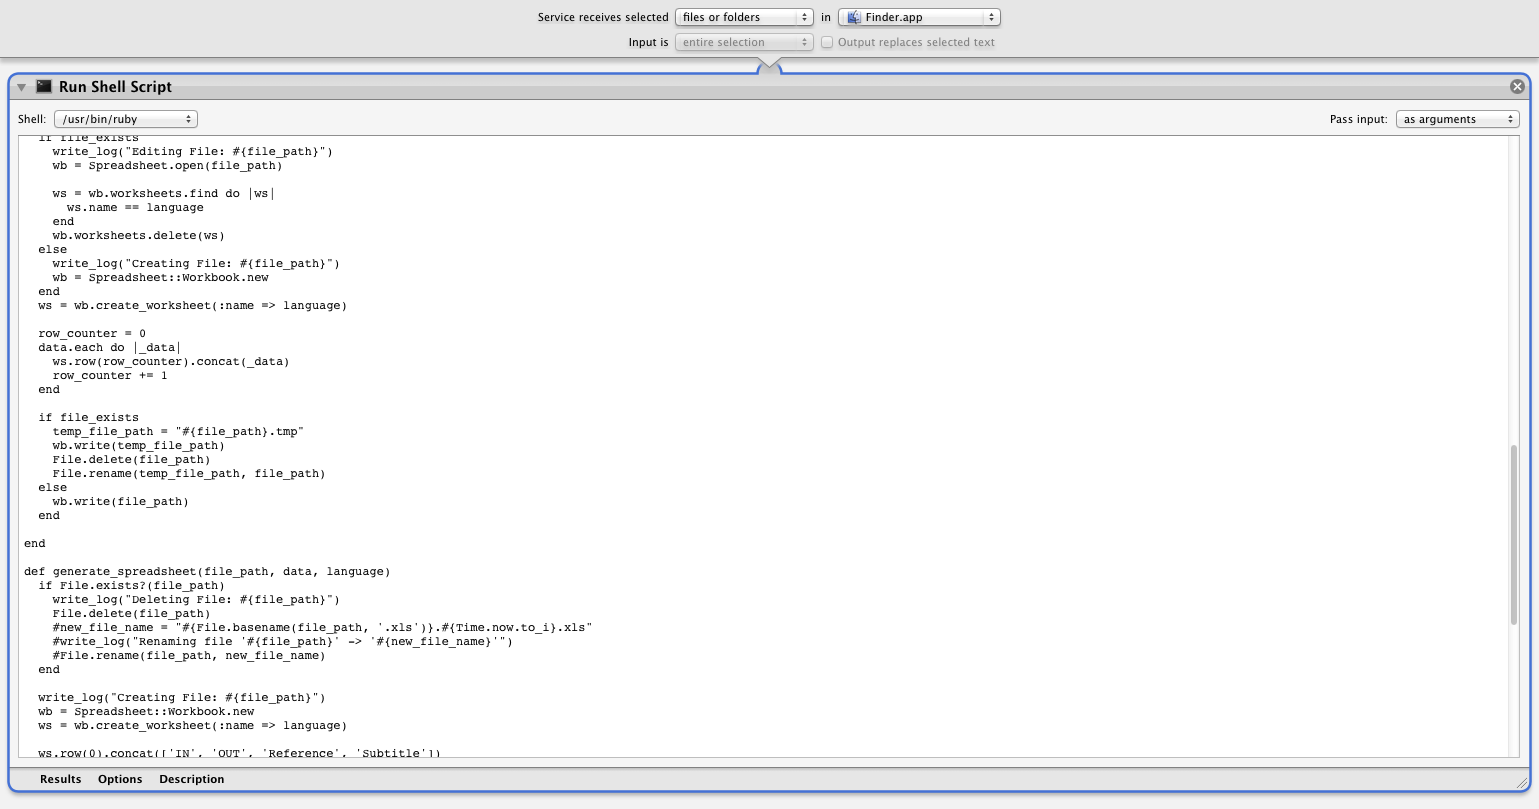 Service receives selected files or folders in Finder.app
Input is entire selection Output replaces selected text
Run Shell Script
Shell: /usr/bin/ruby Pass input: as arguments
  if file_exists
    write_log("Editing File: #{file_path}")
    wb = Spreadsheet.open(file_path)

    ws = wb.worksheets.find do |ws|
      ws.name == language
    end
    wb.worksheets.delete(ws)
  else
    write_log("Creating File: #{file_path}")
    wb = Spreadsheet::Workbook.new
  end
  ws = wb.create_worksheet(:name => language)

  row_counter = 0
  data.each do |_data|
    ws.row(row_counter).concat(_data)
    row_counter += 1
  end

  if file_exists
    temp_file_path = "#{file_path}.tmp"
    wb.write(temp_file_path)
    File.delete(file_path)
    File.rename(temp_file_path, file_path)
  else
    wb.write(file_path)
  end

end

def generate_spreadsheet(file_path, data, language)
  if File.exists?(file_path)
    write_log("Deleting File: #{file_path}")
    File.delete(file_path)
    #new_file_name = "#{File.basename(file_path, '.xls')}.#{Time.now.to_i}.xls"
    #write_log("Renaming file '#{file_path}' -> '#{new_file_name}'")
    #File.rename(file_path, new_file_name)
  end

  write_log("Creating File: #{file_path}")
  wb = Spreadsheet::Workbook.new
  ws = wb.create_worksheet(:name => language)

  ws.row(0).concat(['IN', 'OUT', 'Reference', 'Subtitle'])
Results Options Description